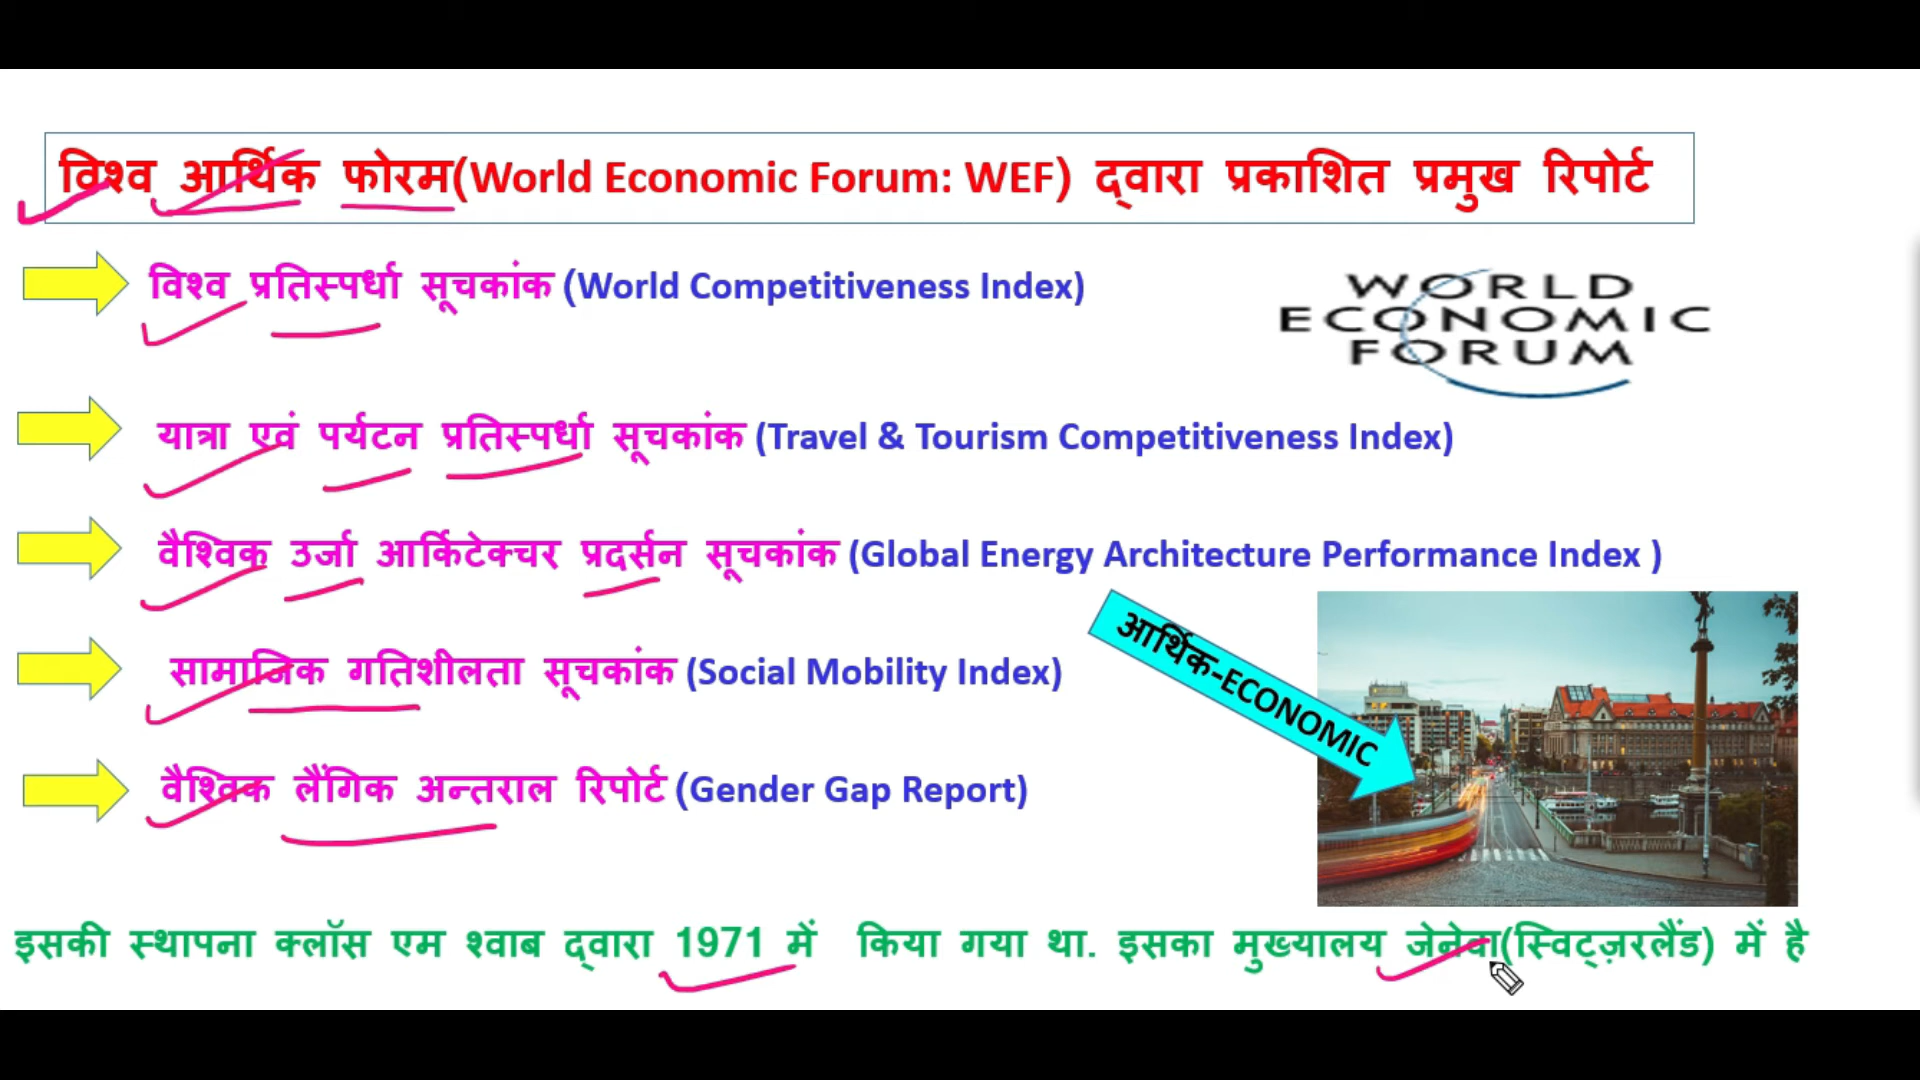 विश्व आर्थिक फोरम(World Economic Forum: WEF) द्वारा प्रकाशित प्रमुख रिपोर्ट
विश्व प्रतिस्पर्धा सूचकांक (World Competitiveness Index)
WORLD
ECONOMIC
FORUM
यात्रा एवं पर्यटन प्रतिस्पर्धा सूचकांक (Travel & Tourism Competitiveness Index)
वैश्विक उर्जा आर्किटेक्चर प्रदर्सन सूचकांक (Global Energy Architecture Performance Index )
आर्थिक-ECONOMIC
सामाजिक गतिशीलता सूचकांक (Social Mobility Index)
वैश्विक लैंगिक अन्तराल रिपोर्ट (Gender Gap Report)
इसकी स्थापना क्लॉस एम श्वाब द्वारा 1971 में किया गया था. इसका मुख्यालय जेनेवा(स्विट्ज़रलैंड) में है